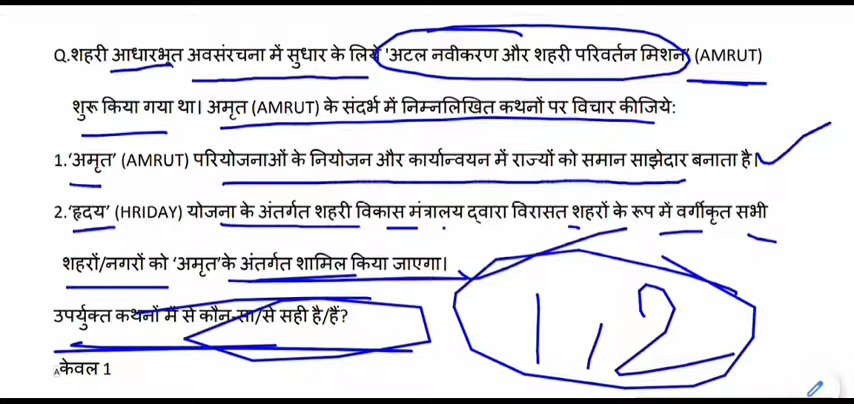 Q.शहरी आधारभूत अवसंरचना में सुधार के लिये 'अटल नवीकरण और शहरी परिवर्तन मिशन' (AMRUT)
शुरू किया गया था। अमृत (AMRUT) के संदर्भ में निम्नलिखित कथनों पर विचार कीजिये:
1.'अमृत' (AMRUT) परियोजनाओं के नियोजन और कार्यान्वयन में राज्यों को समान साझेदार बनाता है।
2.'हृदय' (HRIDAY) योजना के अंतर्गत शहरी विकास मंत्रालय द्वारा विरासत शहरों के रूप में वर्गीकृत सभी
शहरों/नगरों को 'अमृत'के अंतर्गत शामिल किया जाएगा।
उपर्युक्त कथनों में से कौन-सा/से सही है/हैं?
1,2
A केवल 1